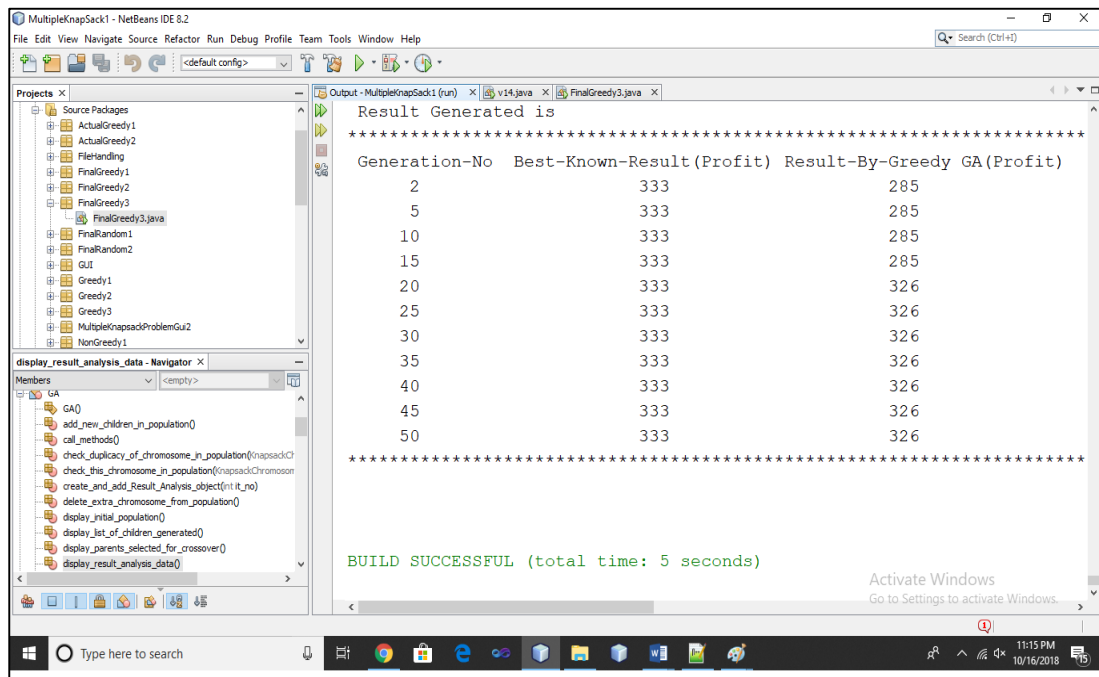 MultipleKnapSack1 - NetBeans IDE 8.2
File Edit View Navigate Source Refactor Run Debug Profile Team Tools Window Help
Search (Ctrl+I)
<default config>
Projects
Source Packages
ActualGreedy1
ActualGreedy2
FileHandling
FinalGreedy1
FinalGreedy2
FinalGreedy3
FinalGreedy3.java
FinalRandom1
FinalRandom2
GUI
Greedy1
Greedy2
Greedy3
MultipleKnapsackProblemGui2
NonGreedy1
display_result_analysis_data - Navigator
Members <empty>
GA
GA()
add_new_children_in_population()
call_methods()
check_duplicacy_of_chromosome_in_population(KnapsackCh
check_this_chromosome_in_population(KnapsackChromosom
create_and_add_Result_Analysis_object(int it_no)
delete_extra_chromosome_from_population()
display_initial_population()
display_list_of_children_generated()
display_parents_selected_for_crossover()
display_result_analysis_data()
Output - MultipleKnapSack1 (run) v14.java FinalGreedy3.java
Result Generated is
***********************************************************************
Generation-No Best-Known-Result(Profit) Result-By-Greedy GA(Profit)
2 333 285
5 333 285
10 333 285
15 333 285
20 333 326
25 333 326
30 333 326
35 333 326
40 333 326
45 333 326
50 333 326
***********************************************************************
BUILD SUCCESSFUL (total time: 5 seconds)
Activate Windows
Go to Settings to activate Windows.
Type here to search
11:15 PM
10/16/2018
15